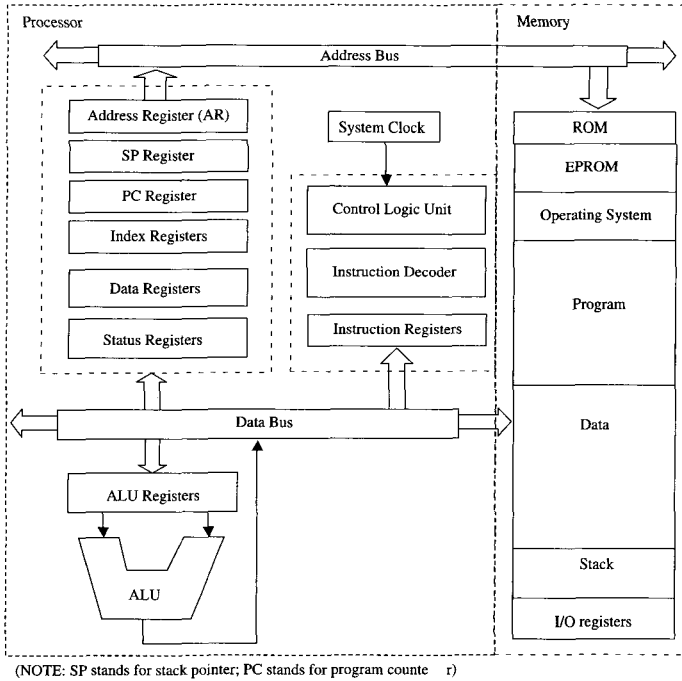 Processor
Memory
Address Bus
Address Register (AR)
SP Register
PC Register
Index Registers
Data Registers
Status Registers
System Clock
Control Logic Unit
Instruction Decoder
Instruction Registers
ROM
EPROM
Operating System
Program
Data
Stack
I/O registers
Data Bus
ALU Registers
ALU
(NOTE: SP stands for stack pointer; PC stands for program counte r)